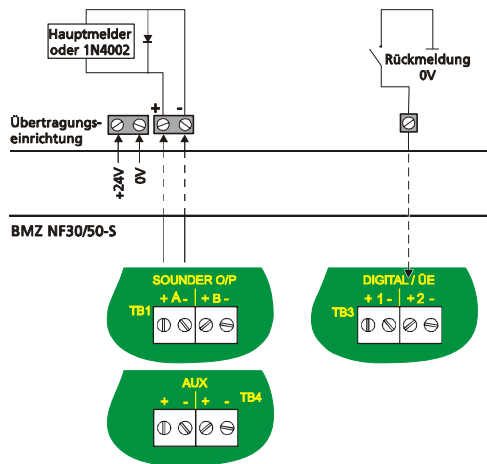 Hauptmelder
oder 1N4002
Rückmeldung
0V
+ -
Übertragungs-
einrichtung
+24V
0V
BMZ NF30/50-S
SOUNDER O/P
+ A - + B -
TB1
DIGITAL / ÜE
+ 1 - + 2 -
TB3
AUX
+ - + -
TB4